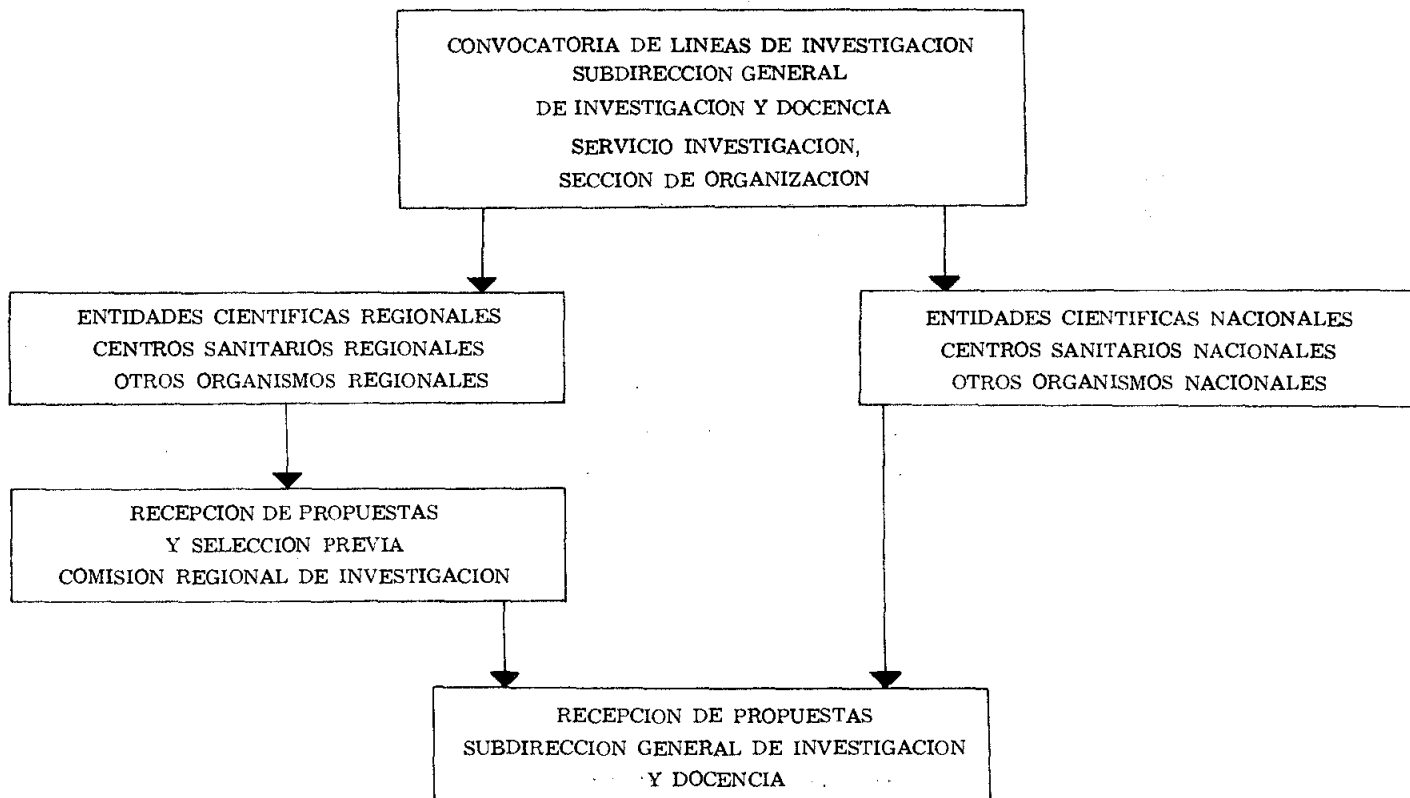 CONVOCATORIA DE LINEAS DE INVESTIGACION
SUBDIRECCION GENERAL
DE INVESTIGACION Y DOCENCIA
SERVICIO INVESTIGACION,
SECCION DE ORGANIZACION
ENTIDADES CIENTIFICAS REGIONALES
CENTROS SANITARIOS REGIONALES
OTROS ORGANISMOS REGIONALES
ENTIDADES CIENTIFICAS NACIONALES
CENTROS SANITARIOS NACIONALES
OTROS ORGANISMOS NACIONALES
RECEPCION DE PROPUESTAS
Y SELECCION PREVIA
COMISION REGIONAL DE INVESTIGACION
RECEPCION DE PROPUESTAS
SUBDIRECCION GENERAL DE INVESTIGACION
Y DOCENCIA